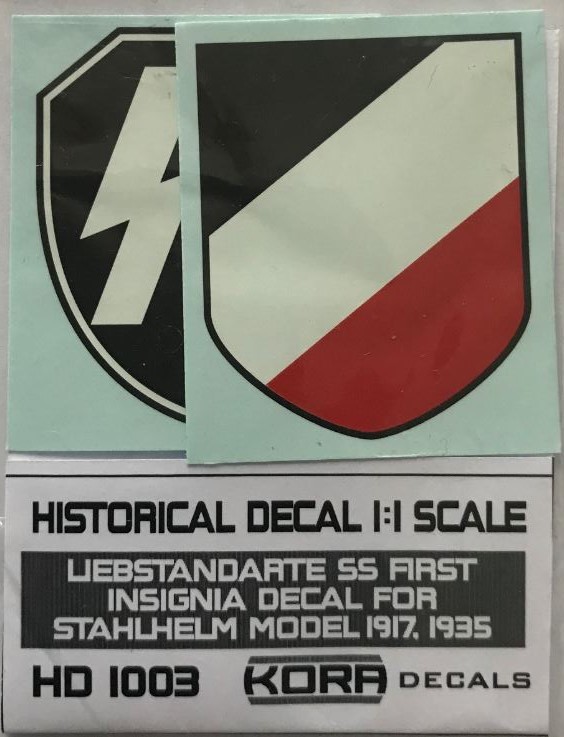 HISTORICAL DECAL 1:1 SCALE
LIEBSTANDARTE SS FIRST
INSIGNIA DECAL FOR
STAHLHELM MODEL 1917, 1935
HD 1003 KORA DECALS